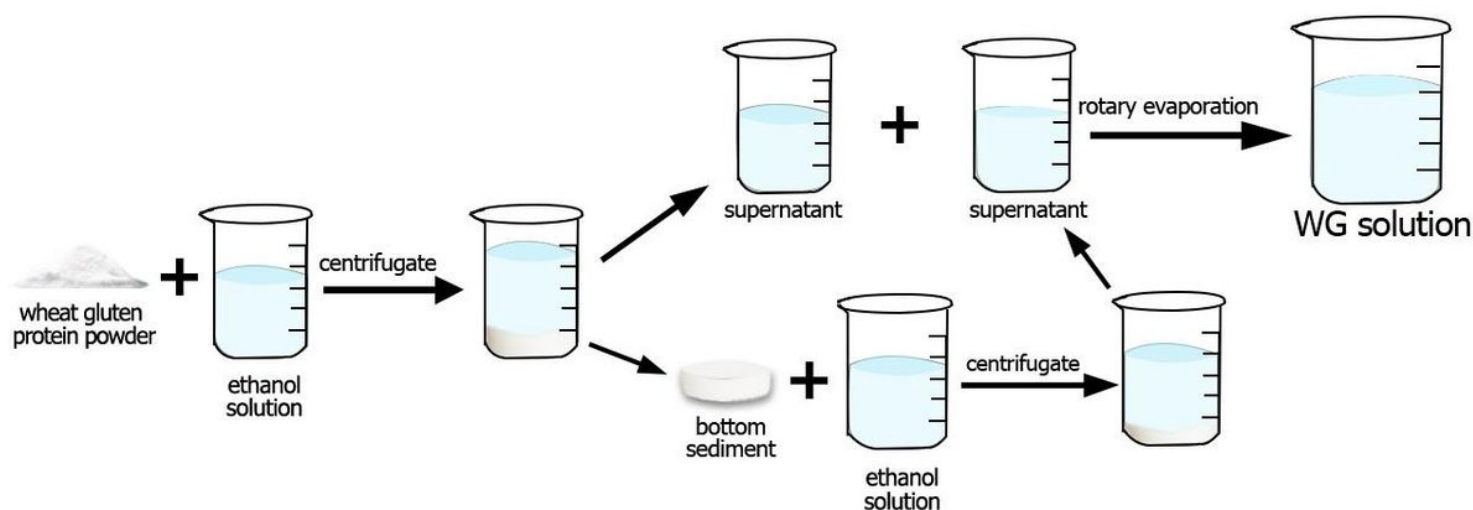 wheat gluten
protein powder
ethanol
solution
centrifugate
supernatant
supernatant
rotary evaporation
WG solution
bottom
sediment
ethanol
solution
centrifugate